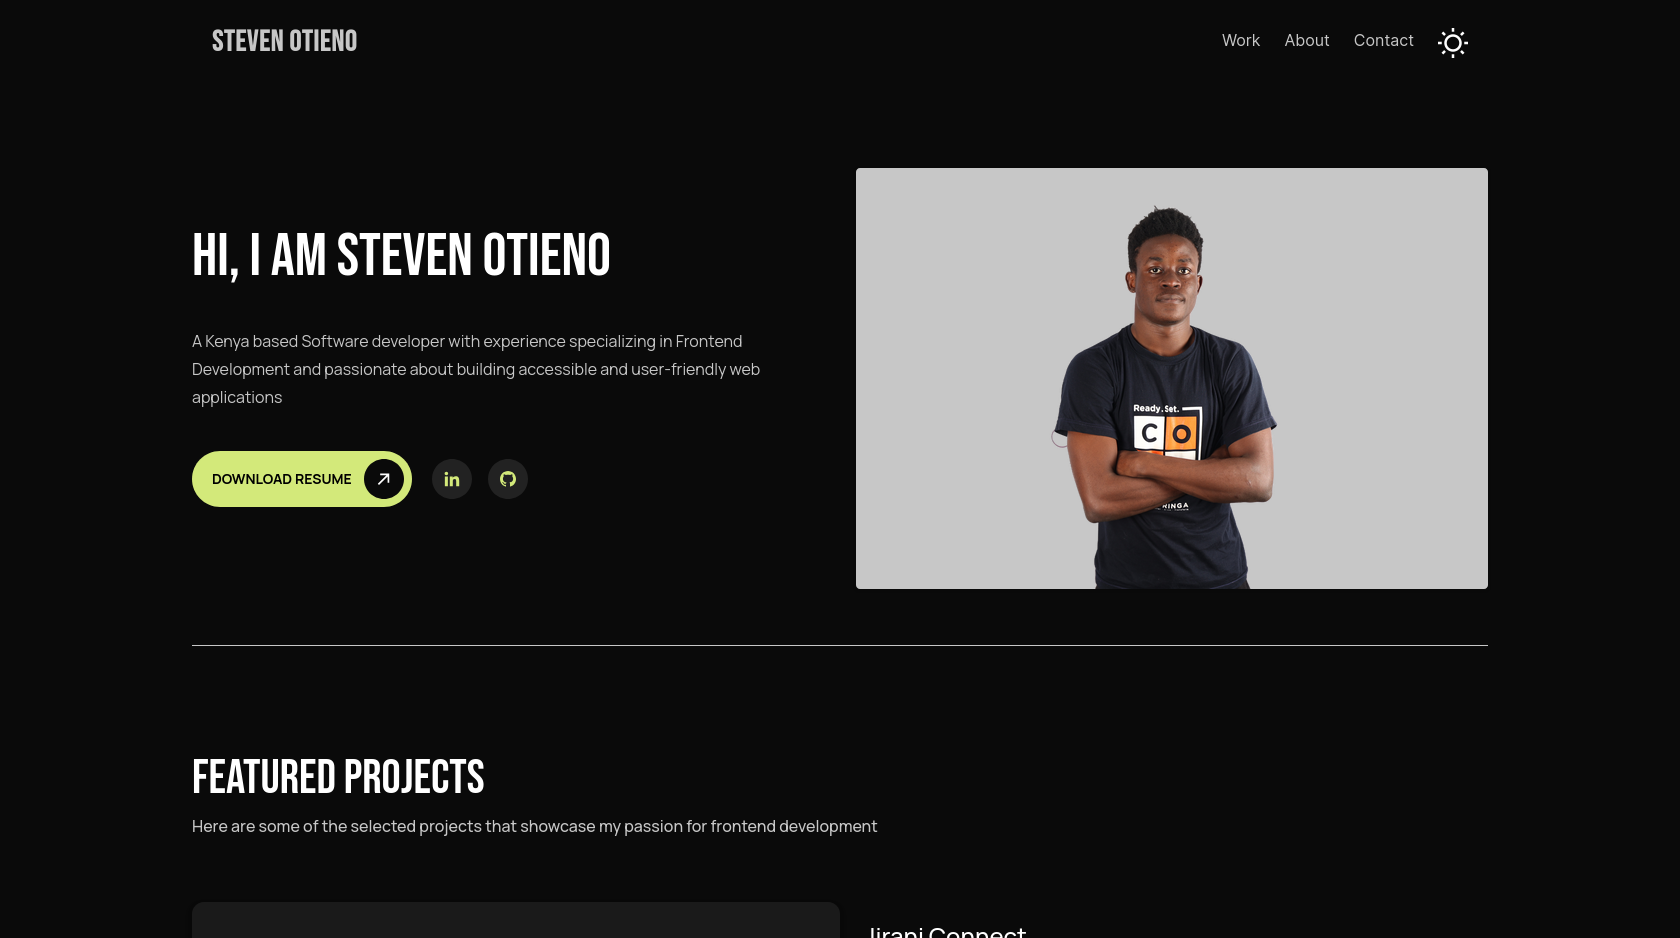 STEVEN OTIENO
Work
About
Contact
HI, I AM STEVEN OTIENO
A Kenya based Software developer with experience specializing in Frontend
Development and passionate about building accessible and user-friendly web
applications
DOWNLOAD RESUME
in
Ready.Set.
CO
RINGA
FEATURED PROJECTS
Here are some of the selected projects that showcase my passion for frontend development
Jirani Connect